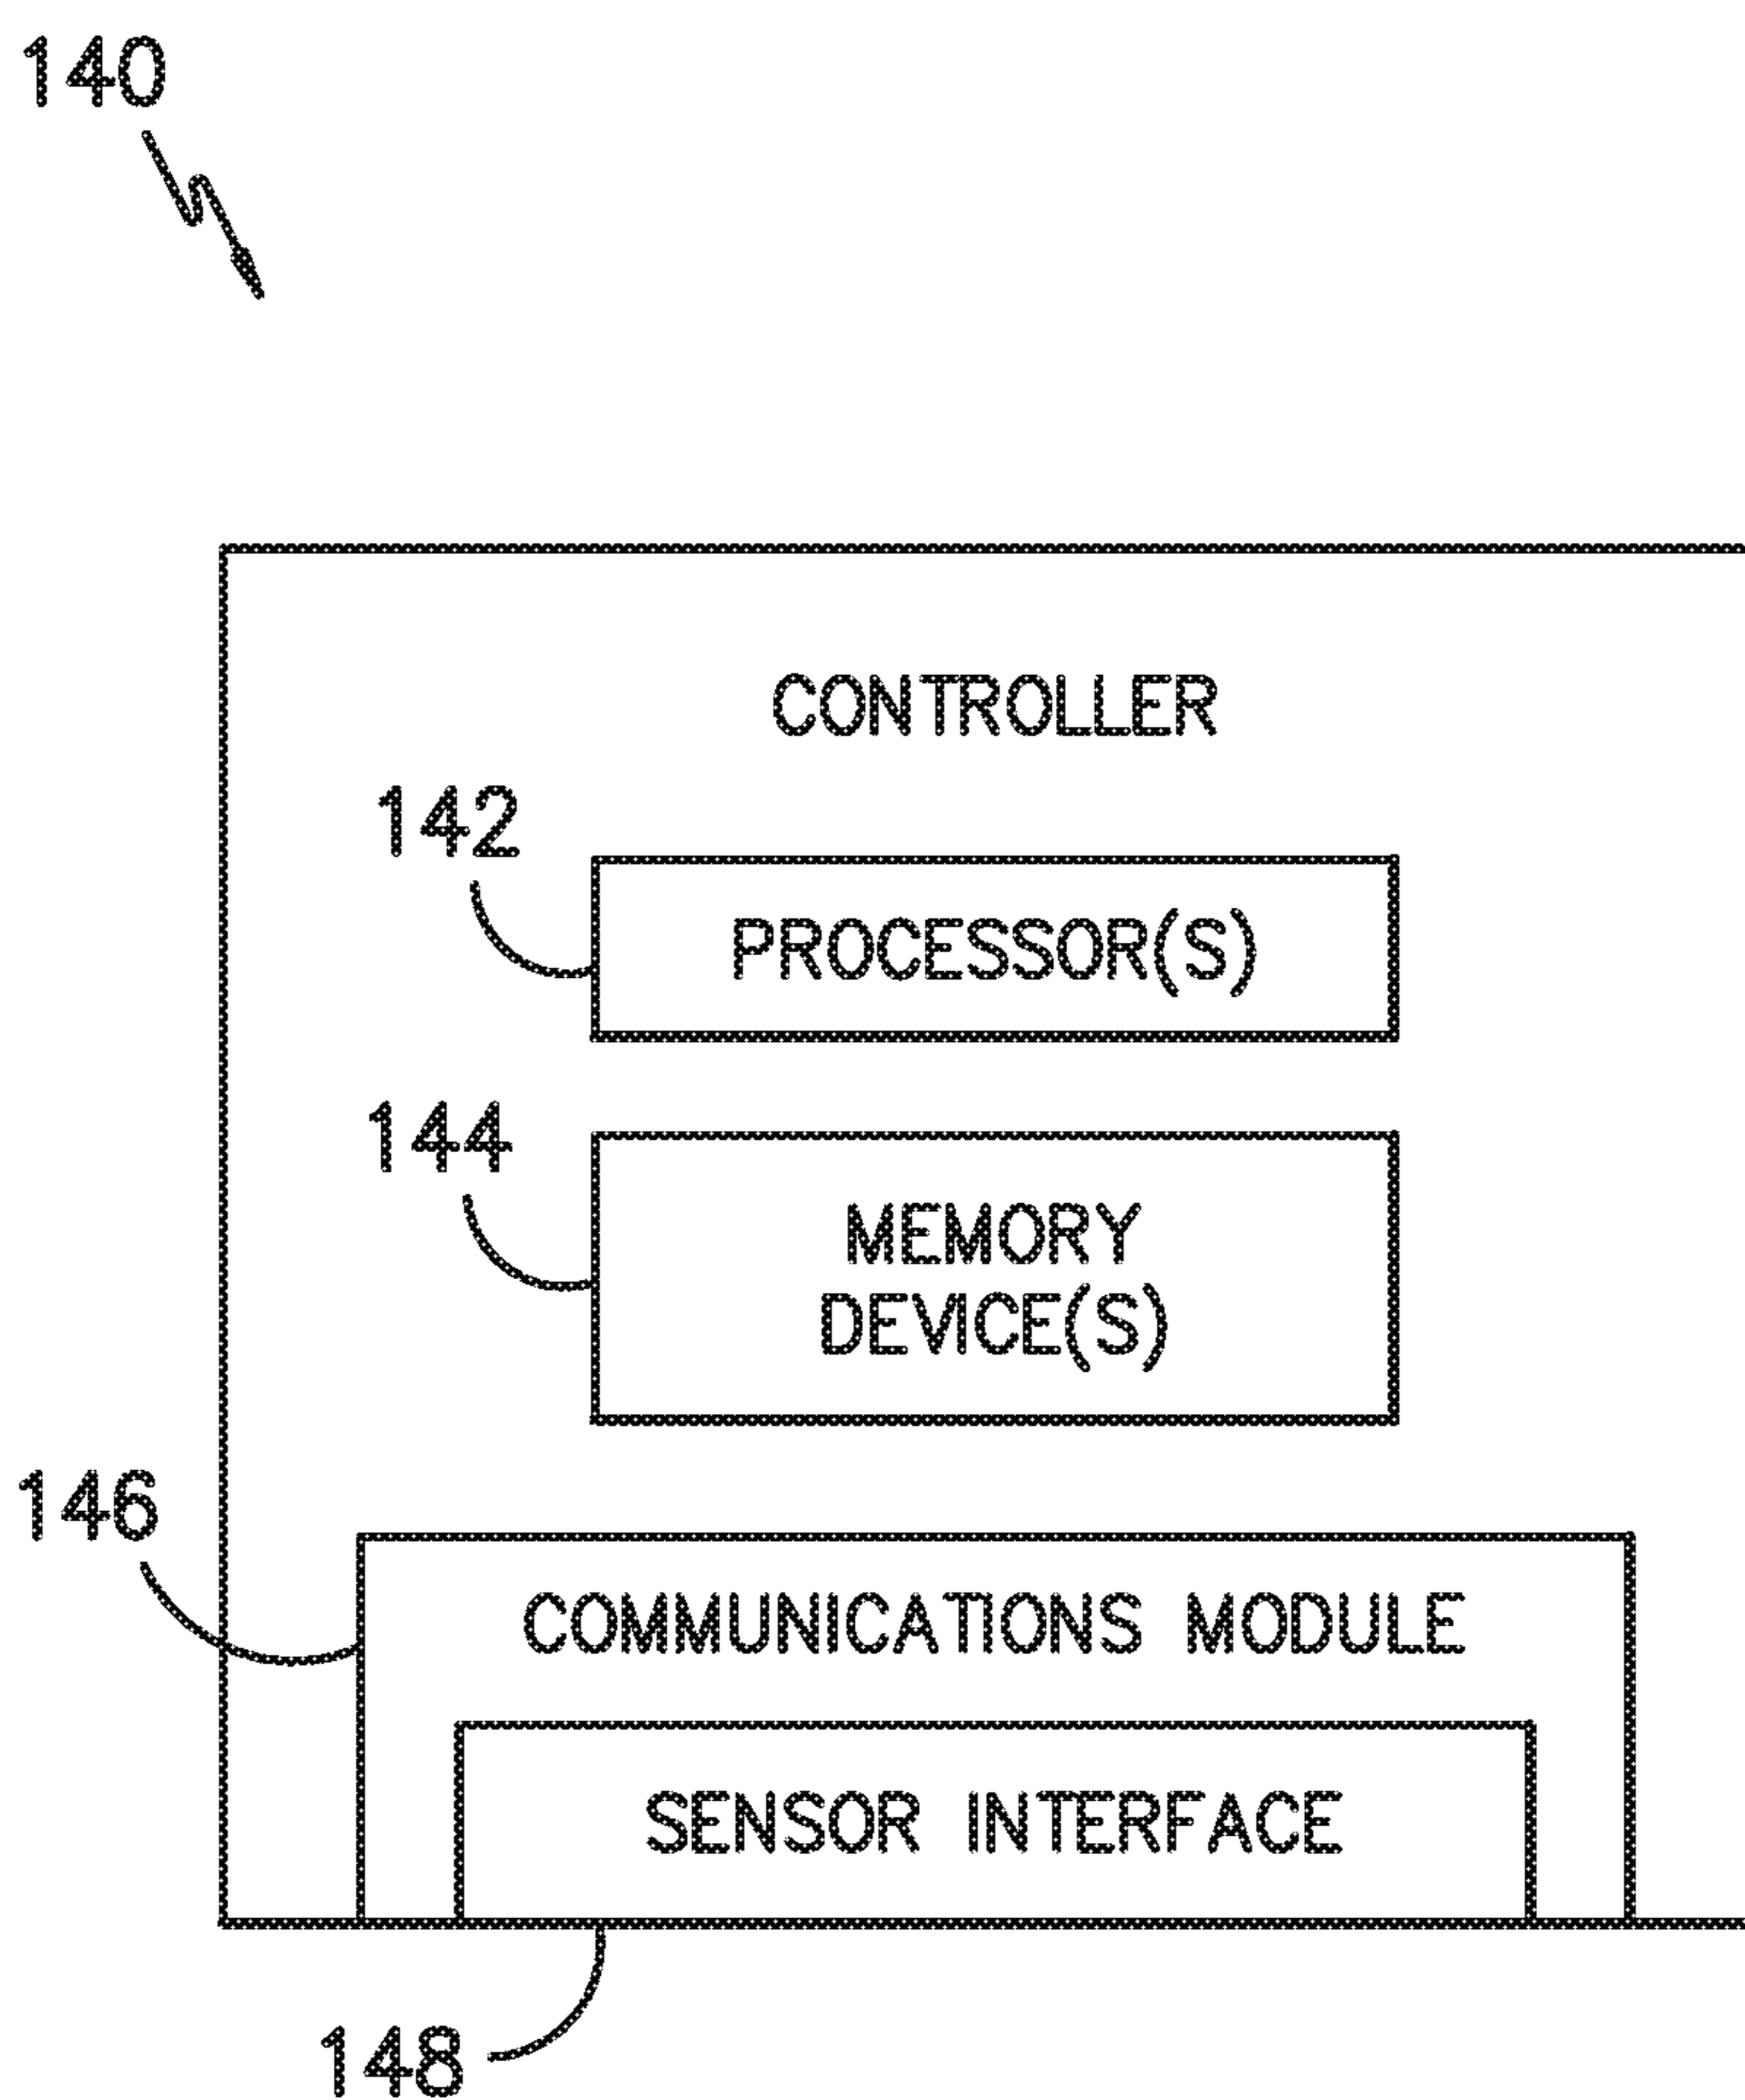 140
CONTROLLER
142
PROCESSOR(S)
144
MEMORY
DEVICE(S)
146
COMMUNICATIONS MODULE
SENSOR INTERFACE
148